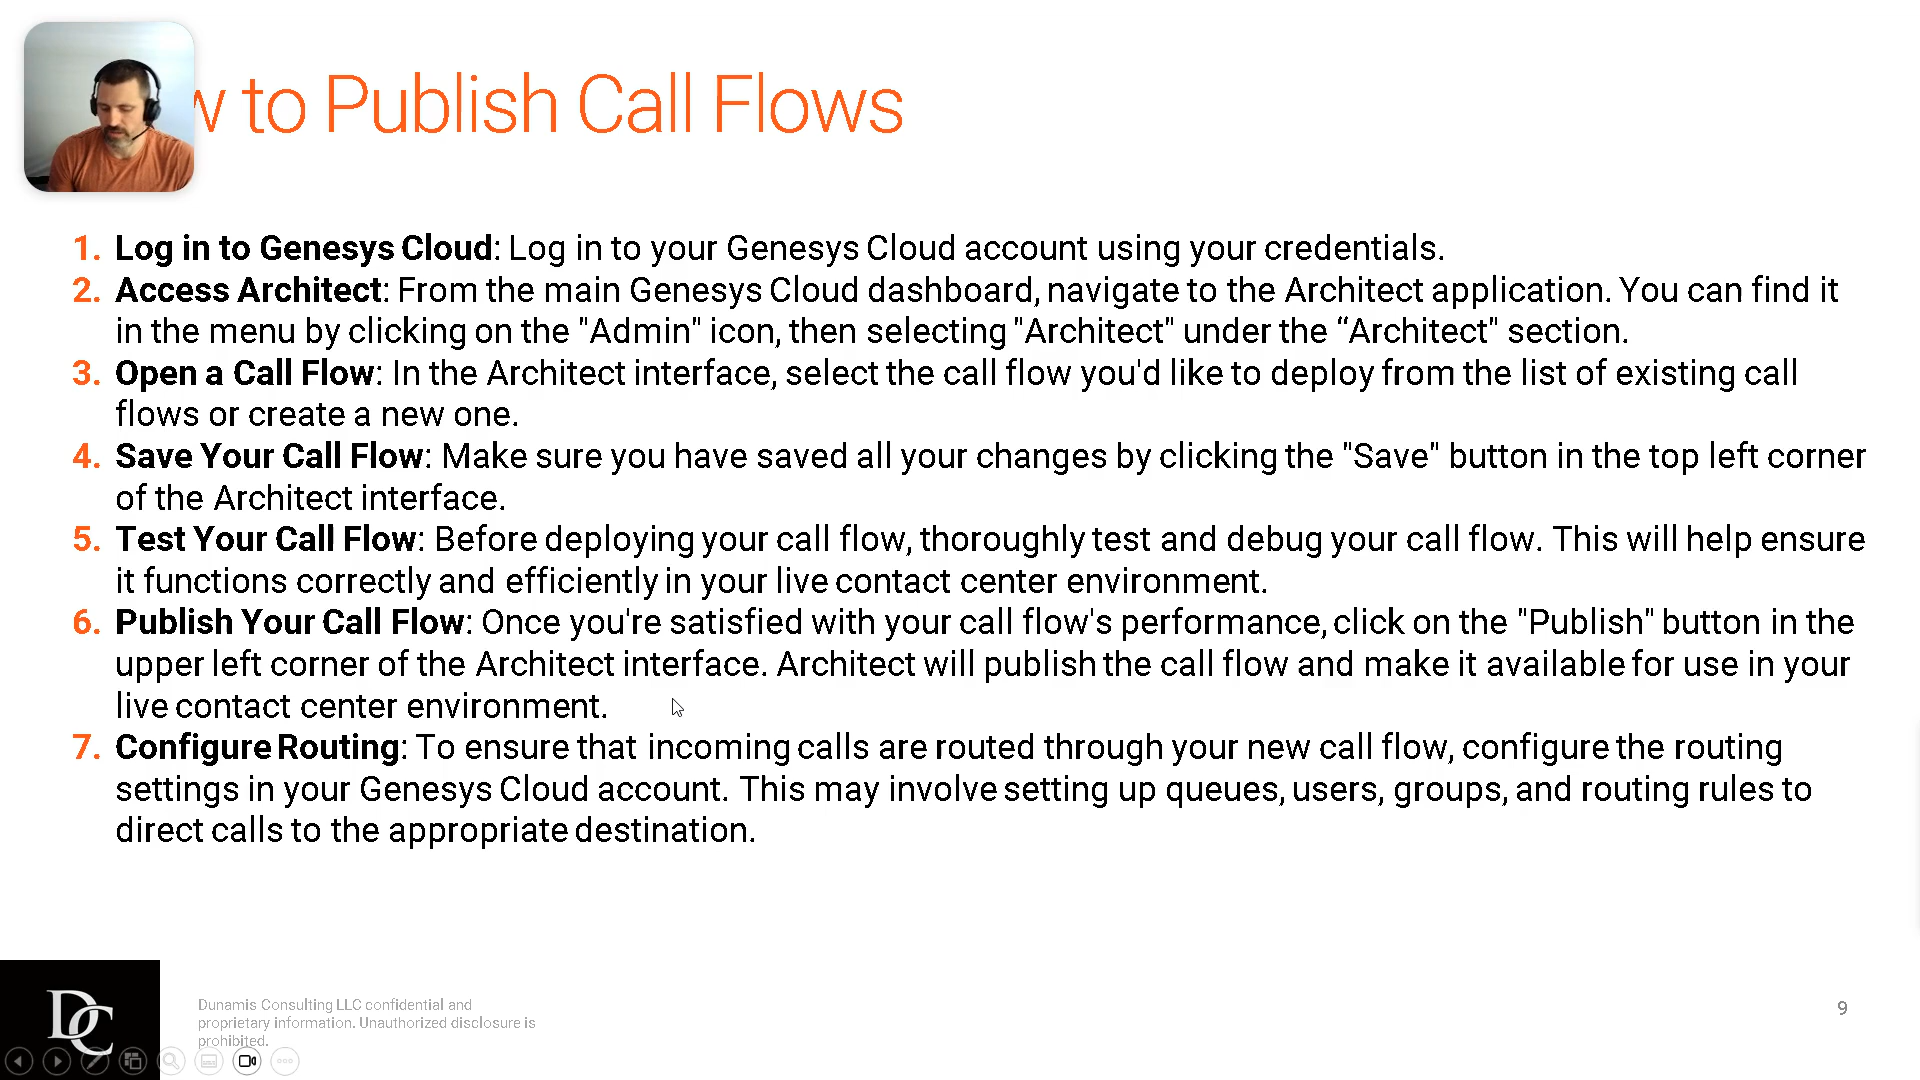 w to Publish Call Flows
1. Log in to Genesys Cloud: Log in to your Genesys Cloud account using your credentials.
2. Access Architect: From the main Genesys Cloud dashboard, navigate to the Architect application. You can find it
in the menu by clicking on the "Admin" icon, then selecting "Architect" under the “Architect" section.
3. Open a Call Flow: In the Architect interface, select the call flow you'd like to deploy from the list of existing call
flows or create a new one.
4. Save Your Call Flow: Make sure you have saved all your changes by clicking the "Save" button in the top left corner
of the Architect interface.
5. Test Your Call Flow: Before deploying your call flow, thoroughly test and debug your call flow. This will help ensure
it functions correctly and efficiently in your live contact center environment.
6. Publish Your Call Flow: Once you're satisfied with your call flow's performance, click on the "Publish" button in the
upper left corner of the Architect interface. Architect will publish the call flow and make it available for use in your
live contact center environment.
7. Configure Routing: To ensure that incoming calls are routed through your new call flow, configure the routing
settings in your Genesys Cloud account. This may involve setting up queues, users, groups, and routing rules to
direct calls to the appropriate destination.
DC
Dunamis Consulting LLC confidential and
proprietary information. Unauthorized disclosure is
prohibited.
9